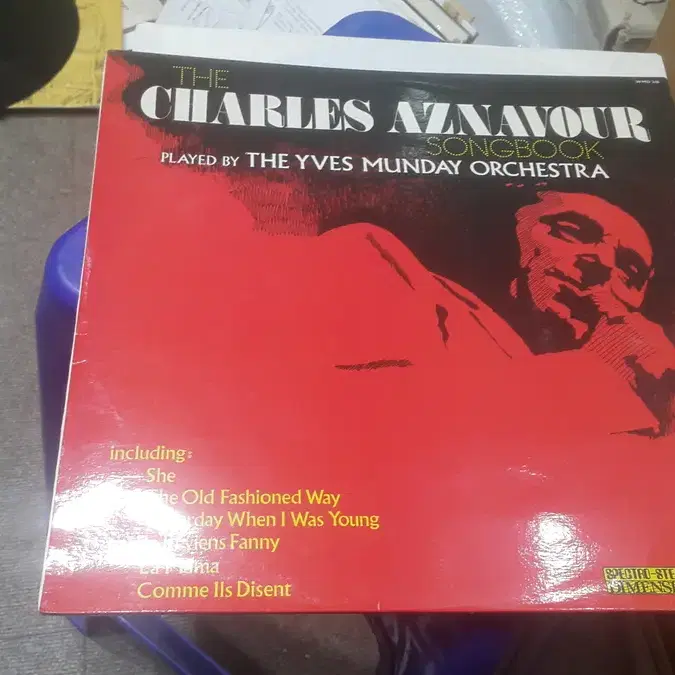 THE
CHARLES AZNAVOUR
SONGBOOK
PLAYED BY THE YVES MUNDAY ORCHESTRA
including:
She
Old Fashioned Way
When I Was Young
Fanny
Comme Ils Disent